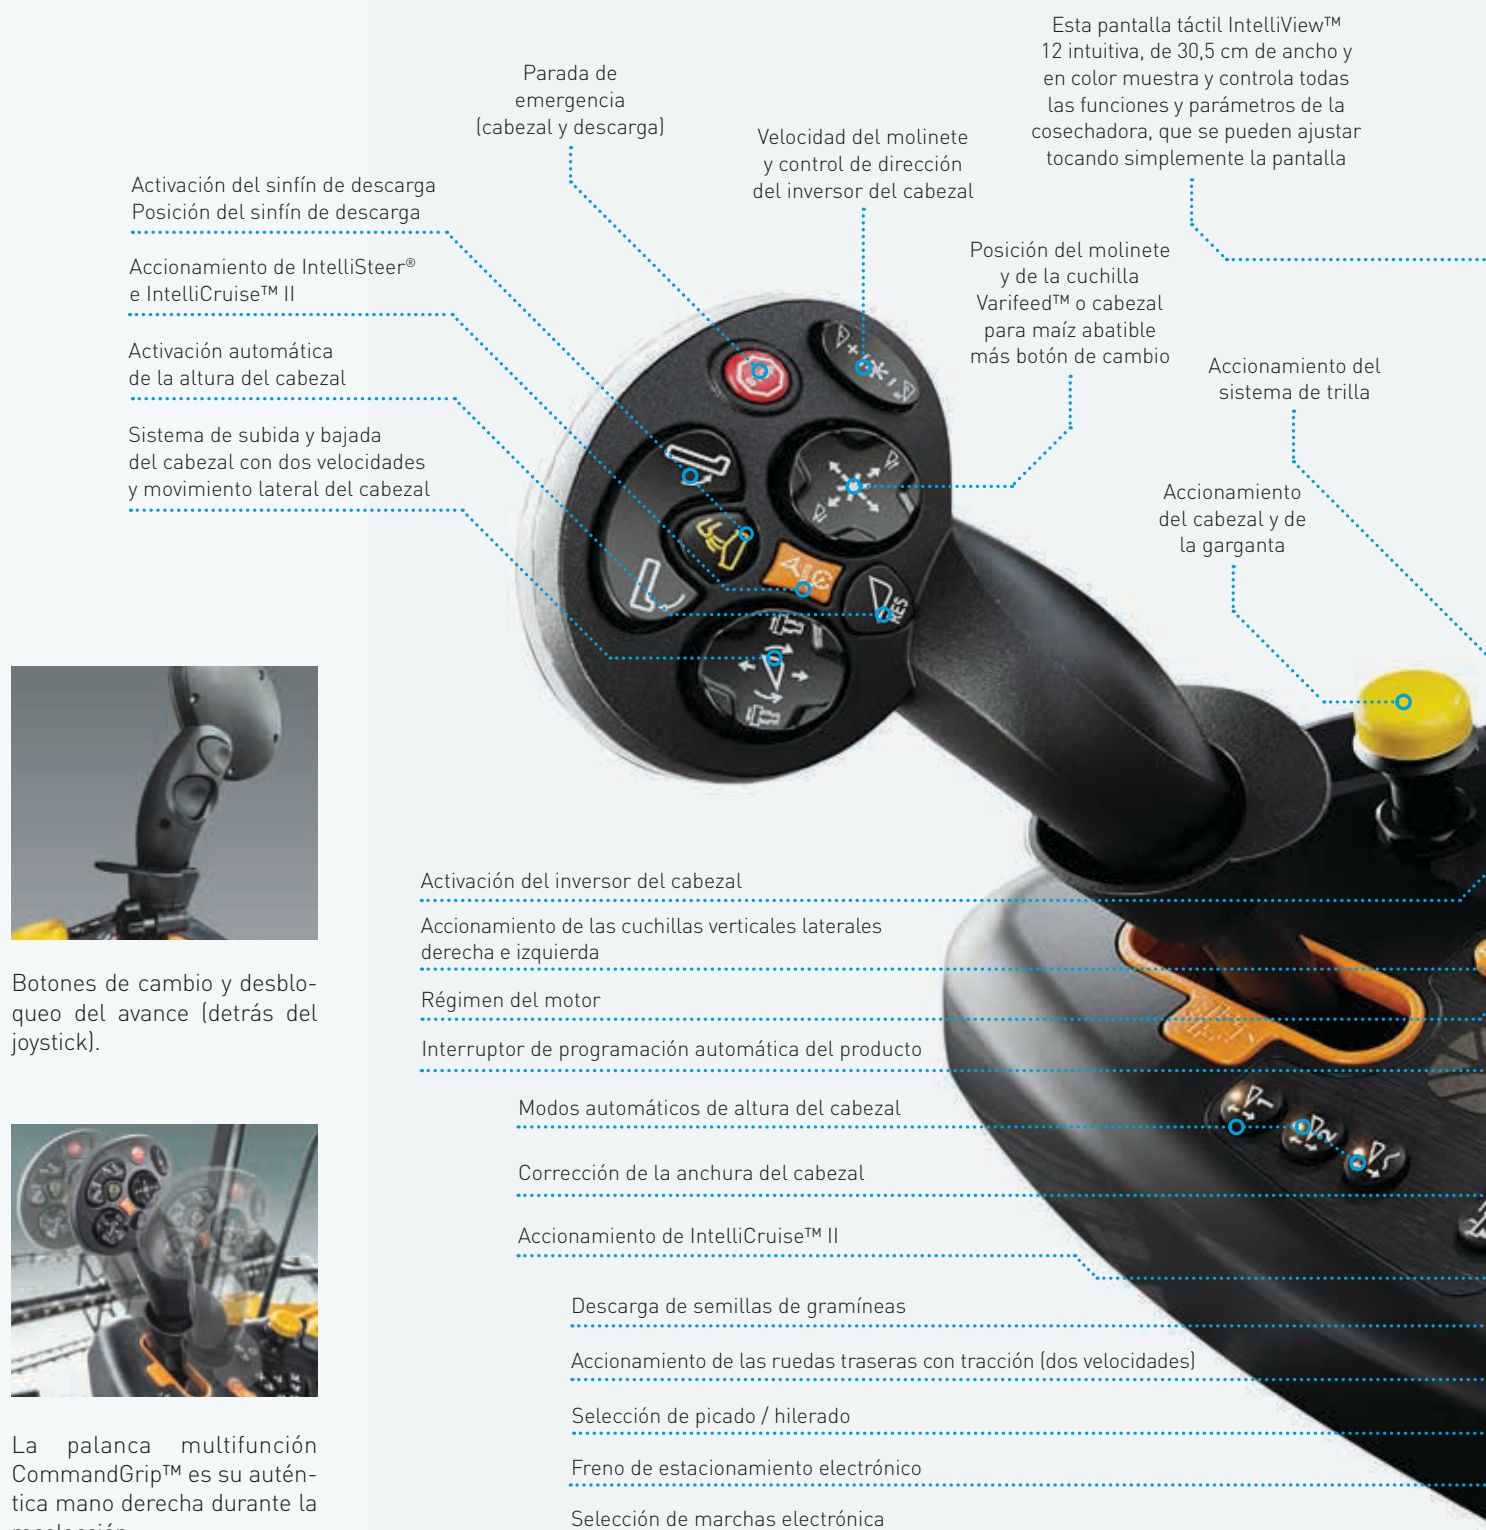 Esta pantalla táctil IntelliView™
12 intuitiva, de 30,5 cm de ancho y
en color muestra y controla todas
las funciones y parámetros de la
cosechadora, que se pueden ajustar
tocando simplemente la pantalla
Parada de
emergencia
(cabezal y descarga)
Velocidad del molinete
y control de dirección
del inversor del cabezal
Activación del sinfín de descarga
Posición del sinfín de descarga
Accionamiento de IntelliSteer®
e IntelliCruise™ II
Activación automática
de la altura del cabezal
Sistema de subida y bajada
del cabezal con dos velocidades
y movimiento lateral del cabezal
Posición del molinete
y de la cuchilla
Varifeed™ o cabezal
para maíz abatible
más botón de cambio
Accionamiento del
sistema de trilla
Accionamiento
del cabezal y de
la garganta
RES
Activación del inversor del cabezal
Accionamiento de las cuchillas verticales laterales
derecha e izquierda
Régimen del motor
Interruptor de programación automática del producto
Modos automáticos de altura del cabezal
Corrección de la anchura del cabezal
Accionamiento de IntelliCruise™ II
Descarga de semillas de gramíneas
Accionamiento de las ruedas traseras con tracción (dos velocidades)
Selección de picado / hilerado
Freno de estacionamiento electrónico
Selección de marchas electrónica
Botones de cambio y desblo-
queo del avance (detrás del
joystick).
La palanca multifunción
CommandGrip™ es su autén-
tica mano derecha durante la